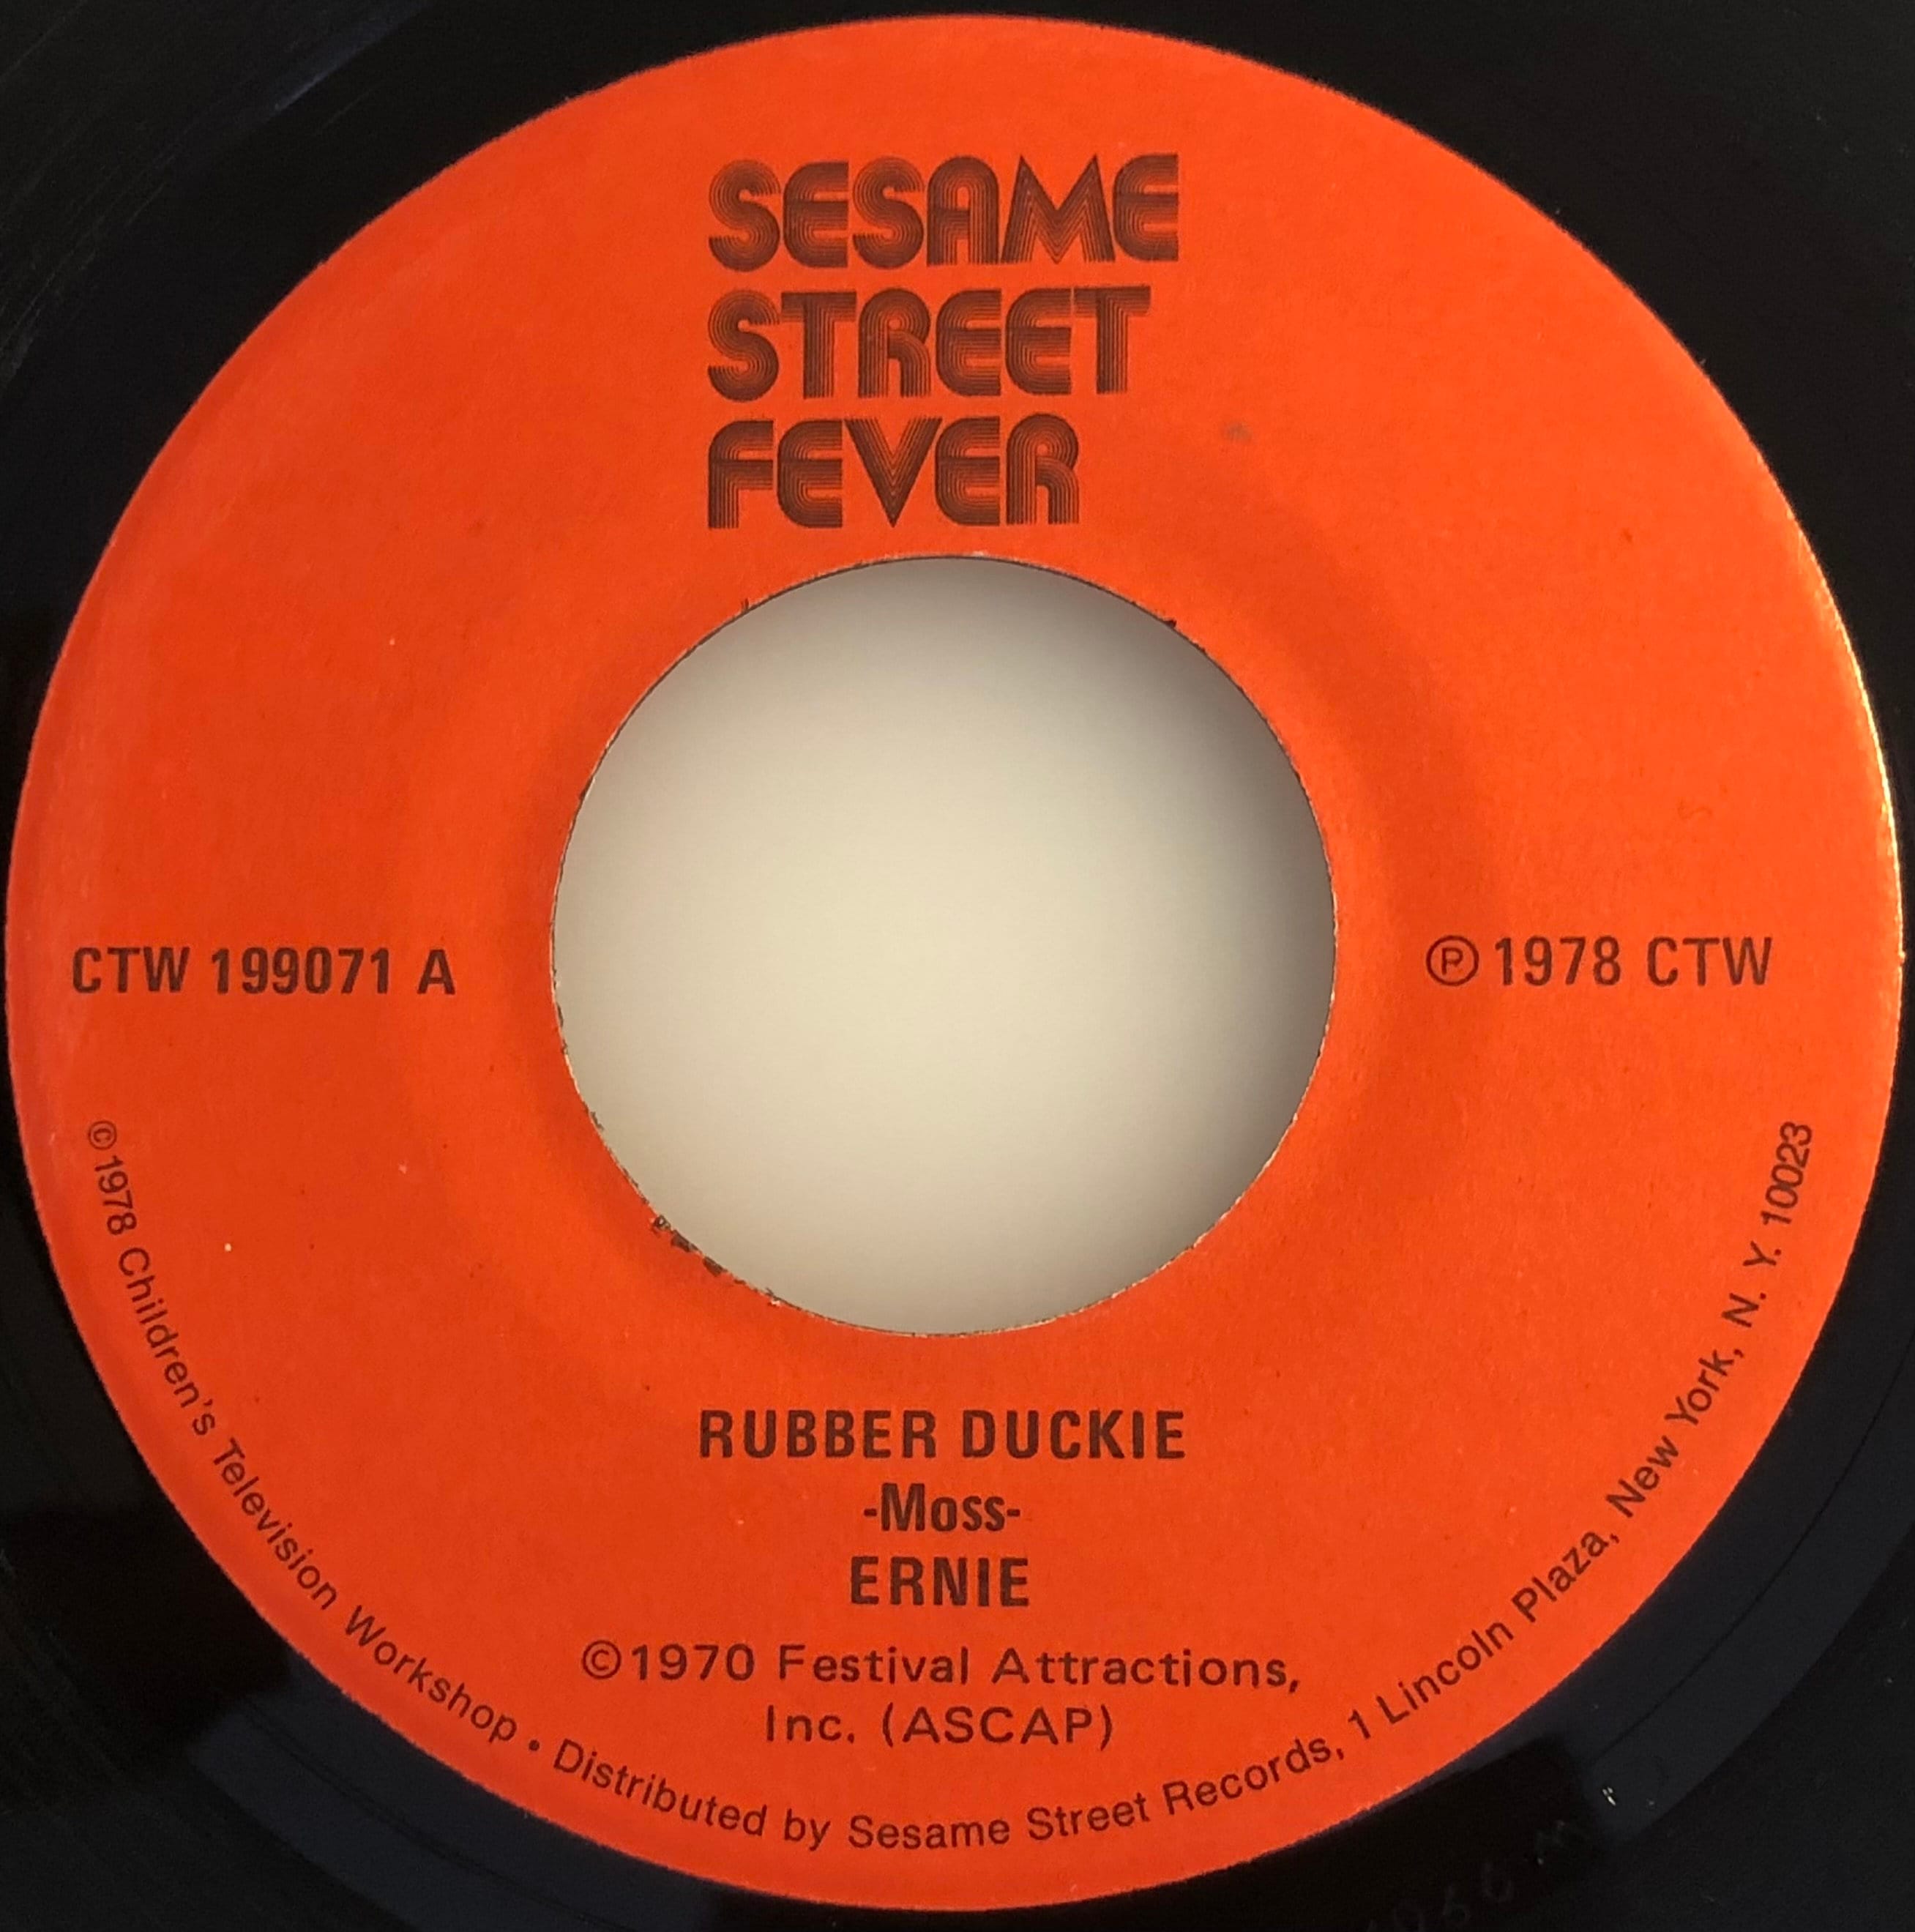 SESAME
STREET
FEVER
CTW 199071 A
℗ 1978 CTW
RUBBER DUCKIE
-Moss-
ERNIE
©1970 Festival Attractions,
Inc. (ASCAP)
©1978 Children's Television Workshop • Distributed by Sesame Street Records, 1 Lincoln Plaza, New York, N. Y. 10023